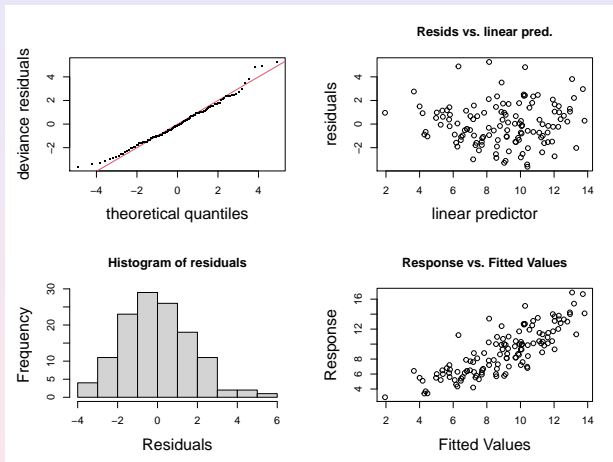 deviance residuals
4
2
0
−2
−4 −2 0 2 4
theoretical quantiles
Resids vs. linear pred.
residuals
4
2
0
−2
2 4 6 8 10 12 14
linear predictor
Histogram of residuals
Frequency
30
20
10
5
0
−4 −2 0 2 4 6
Residuals
Response vs. Fitted Values
Response
16
12
8
6
4
2 4 6 8 10 12 14
Fitted Values